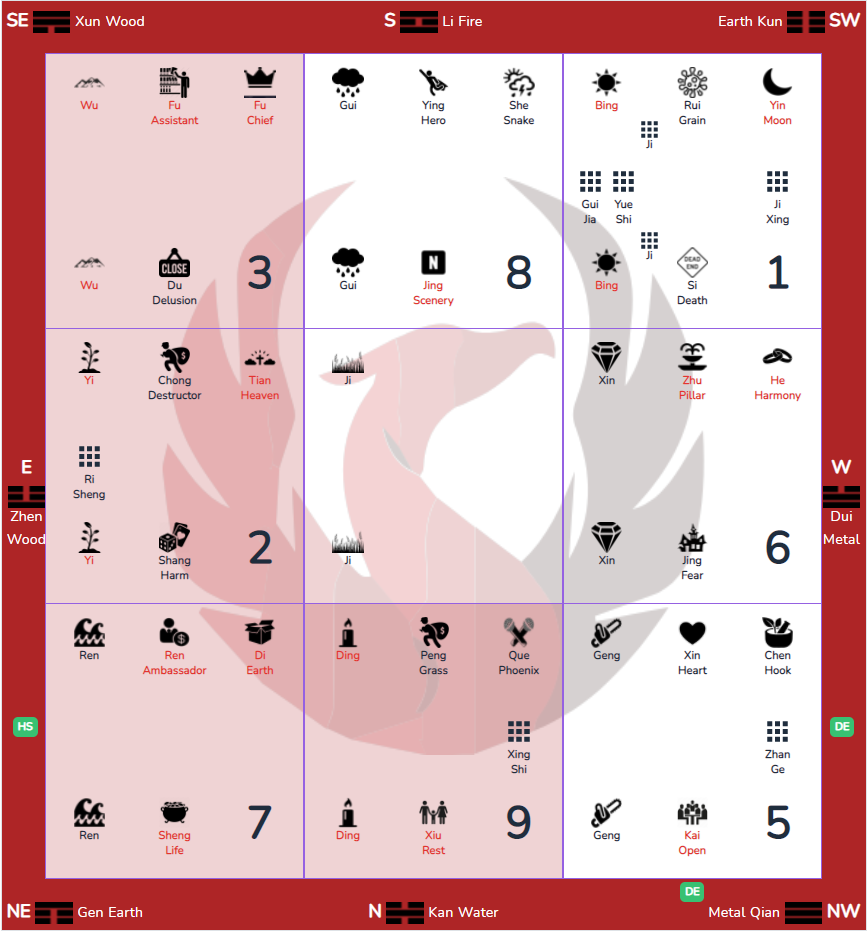 SE Xun Wood S Li Fire Earth Kun SW
Wu Fu Fu Gui Ying She Bing Rui Yin
Assistant Chief Hero Snake Grain Moon
Ji
Gui Yue Ji
Jia Shi Xing
Ji
CLOSE N DEAD END
Wu Du 3 Gui Jing 8 Bing Si 1
Delusion Scenery Death
Yi Chong Tian Ji Xin Zhu He
Destructor Heaven Pillar Harmony
E W
Ri
Sheng
Zhen Dui
Wood Metal
Yi Shang 2 Ji Xin Jing 6
Harm Fear
Ren Ren Di Ding Peng Que Geng Xin Chen
Ambassador Earth Grass Phoenix Heart Hook
HS DE
Xing Zhan
Shi Ge
Ren Sheng 7 Ding Xiu 9 Geng Kai 5
Life Rest Open
DE
NE Gen Earth N Kan Water Metal Qian NW